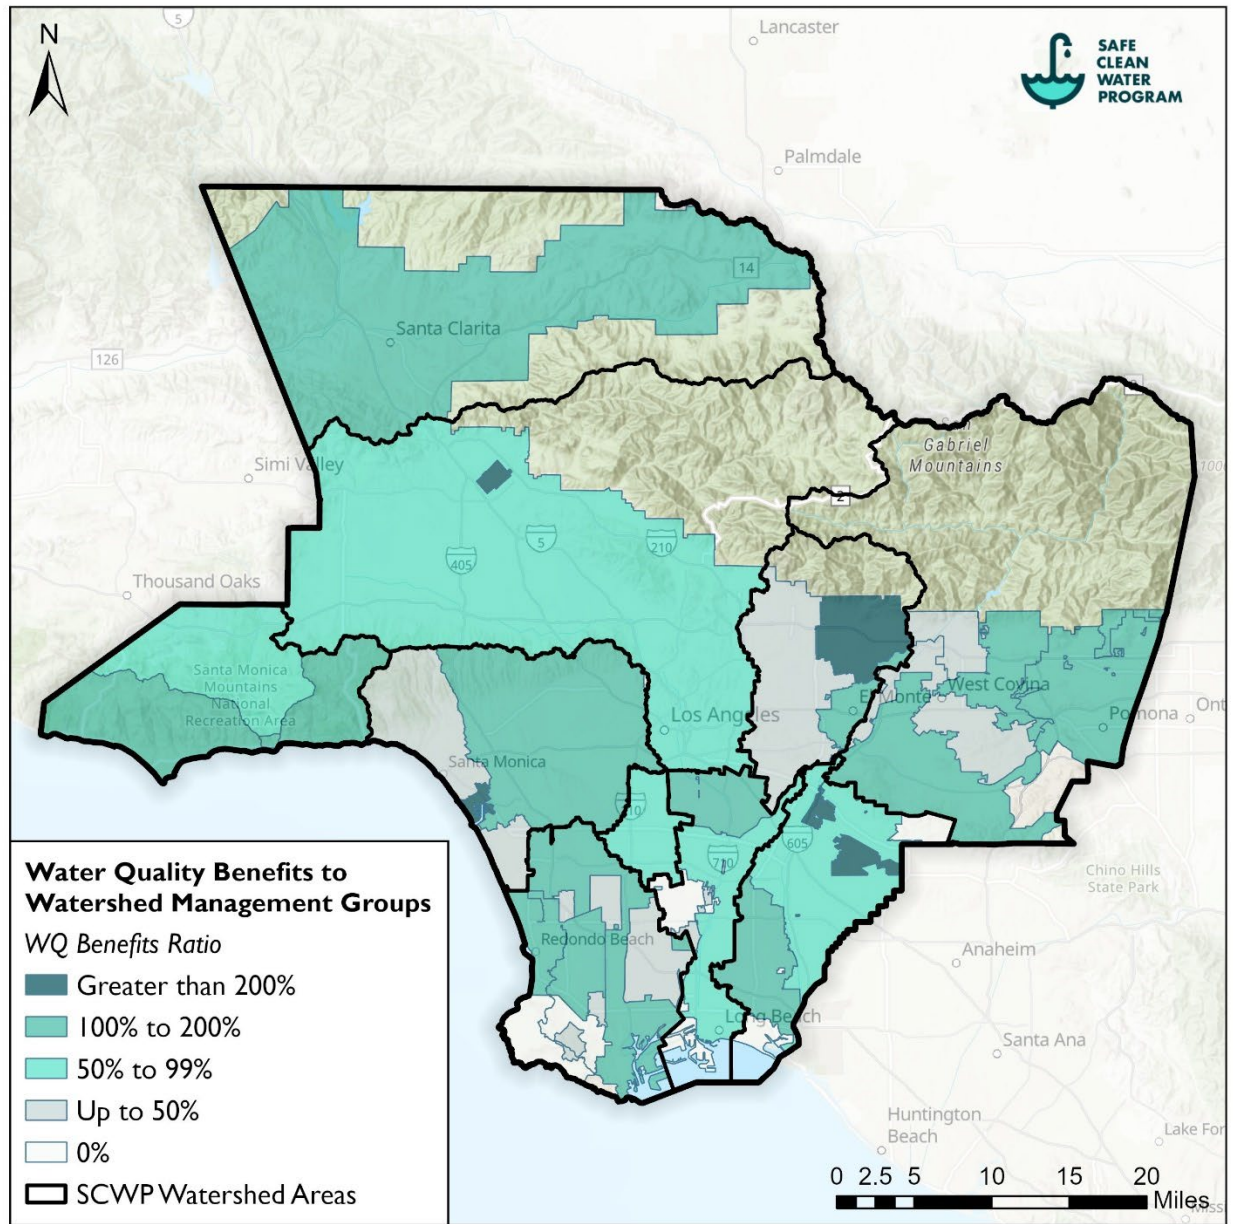 N
5
Lancaster
SAFE
CLEAN
WATER
PROGRAM
Palmdale
14
Santa Clarita
126
Gabriel
Mountains
Simi Valley
2
5
210
405
Thousand Oaks
Santa Monica
Mountains
National
Recreation Area
El Monte
West Covina
Los Angeles
Pomona
Ont
Santa Monica
710
605
Chino Hills
State Park
Redondo Beach
Anaheim
Long Beach
Santa Ana
Huntington
Beach
Lake For
Water Quality Benefits to
Watershed Management Groups
WQ Benefits Ratio
Greater than 200%
100% to 200%
50% to 99%
Up to 50%
0%
SCWP Watershed Areas
0 2.5 5 10 15 20
Miles